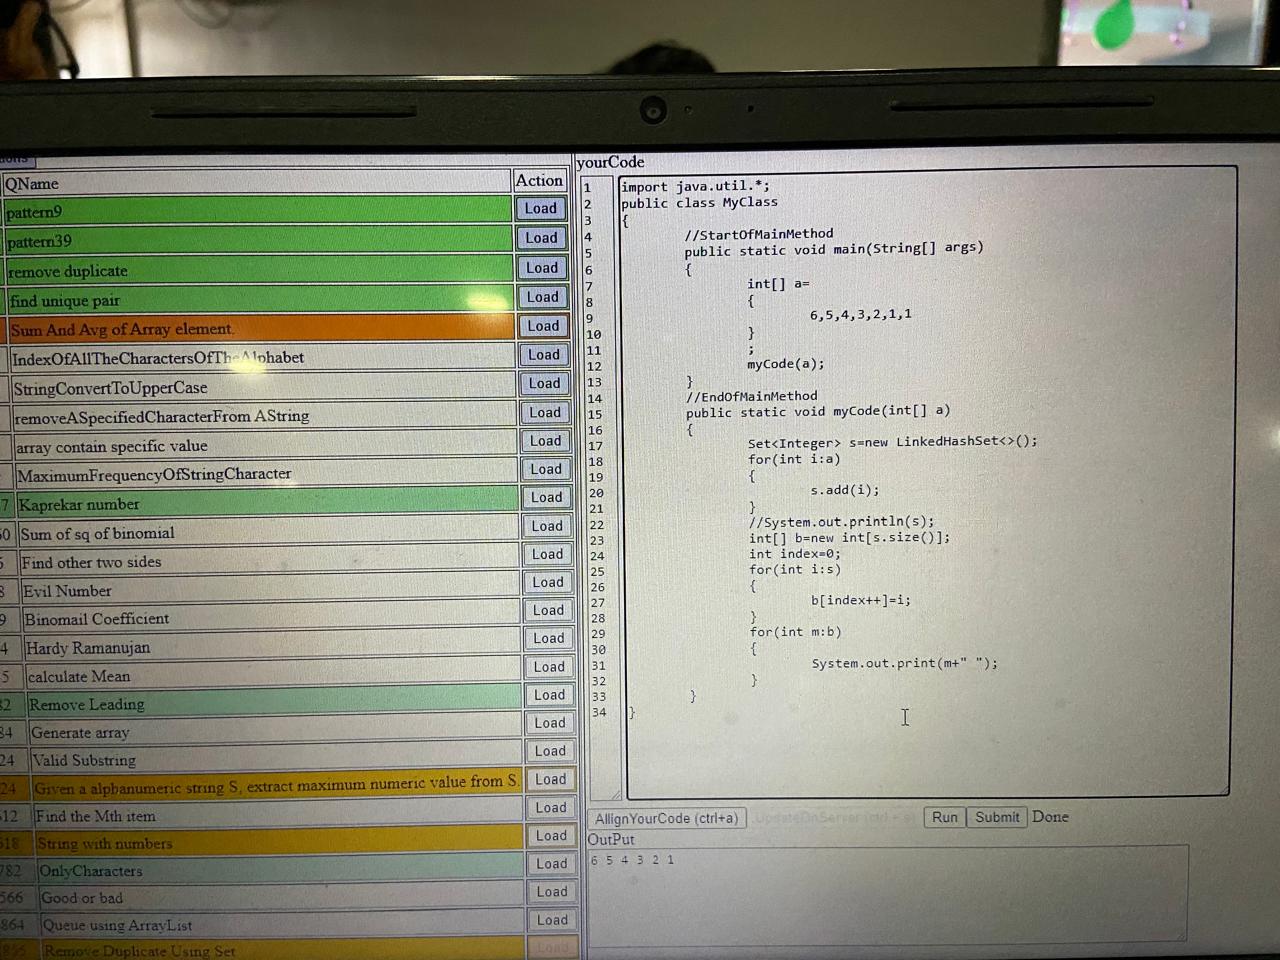 QName Action
pattern9 Load
pattern39 Load
remove duplicate Load
find unique pair Load
Sum And Avg of Array element. Load
IndexOfAllTheCharactersOfTheAlphabet Load
StringConvertToUpperCase Load
removeASpecifiedCharacterFrom AString Load
array contain specific value Load
MaximumFrequencyOfStringCharacter Load
7 Kaprekar number Load
50 Sum of sq of binomial Load
Find other two sides Load
8 Evil Number Load
9 Binomail Coefficient Load
4 Hardy Ramanujan Load
5 calculate Mean Load
32 Remove Leading Load
34 Generate array Load
24 Valid Substring Load
24 Given a alpbanumeric string S, extract maximum numeric value from S. Load
512 Find the Mth item Load
518 String with numbers Load
782 OnlyCharacters Load
566 Good or bad Load
864 Queue using ArrayList Load
Remove Duplicate Using Set Load
yourCode
1 import java.util.*;
2 public class MyClass
3 {
4 //StartOfMainMethod
5 public static void main(String[] args)
6 {
7 int[] a=
8 {
9 6,5,4,3,2,1,1
10 }
11 ;
12 myCode(a);
13 }
14 //EndOfMainMethod
15 public static void myCode(int[] a)
16 {
17 Set<Integer> s=new LinkedHashSet<>();
18 for(int i:a)
19 {
20 s.add(i);
21 }
22 //System.out.println(s);
23 int[] b=new int[s.size()];
24 int index=0;
25 for(int i:s)
26 {
27 b[index++]=i;
28 }
29 for(int m:b)
30 {
31 System.out.print(m+" ");
32 }
33 }
34 }
AllignYourCode (ctrl+a) Run Submit Done
OutPut
6 5 4 3 2 1